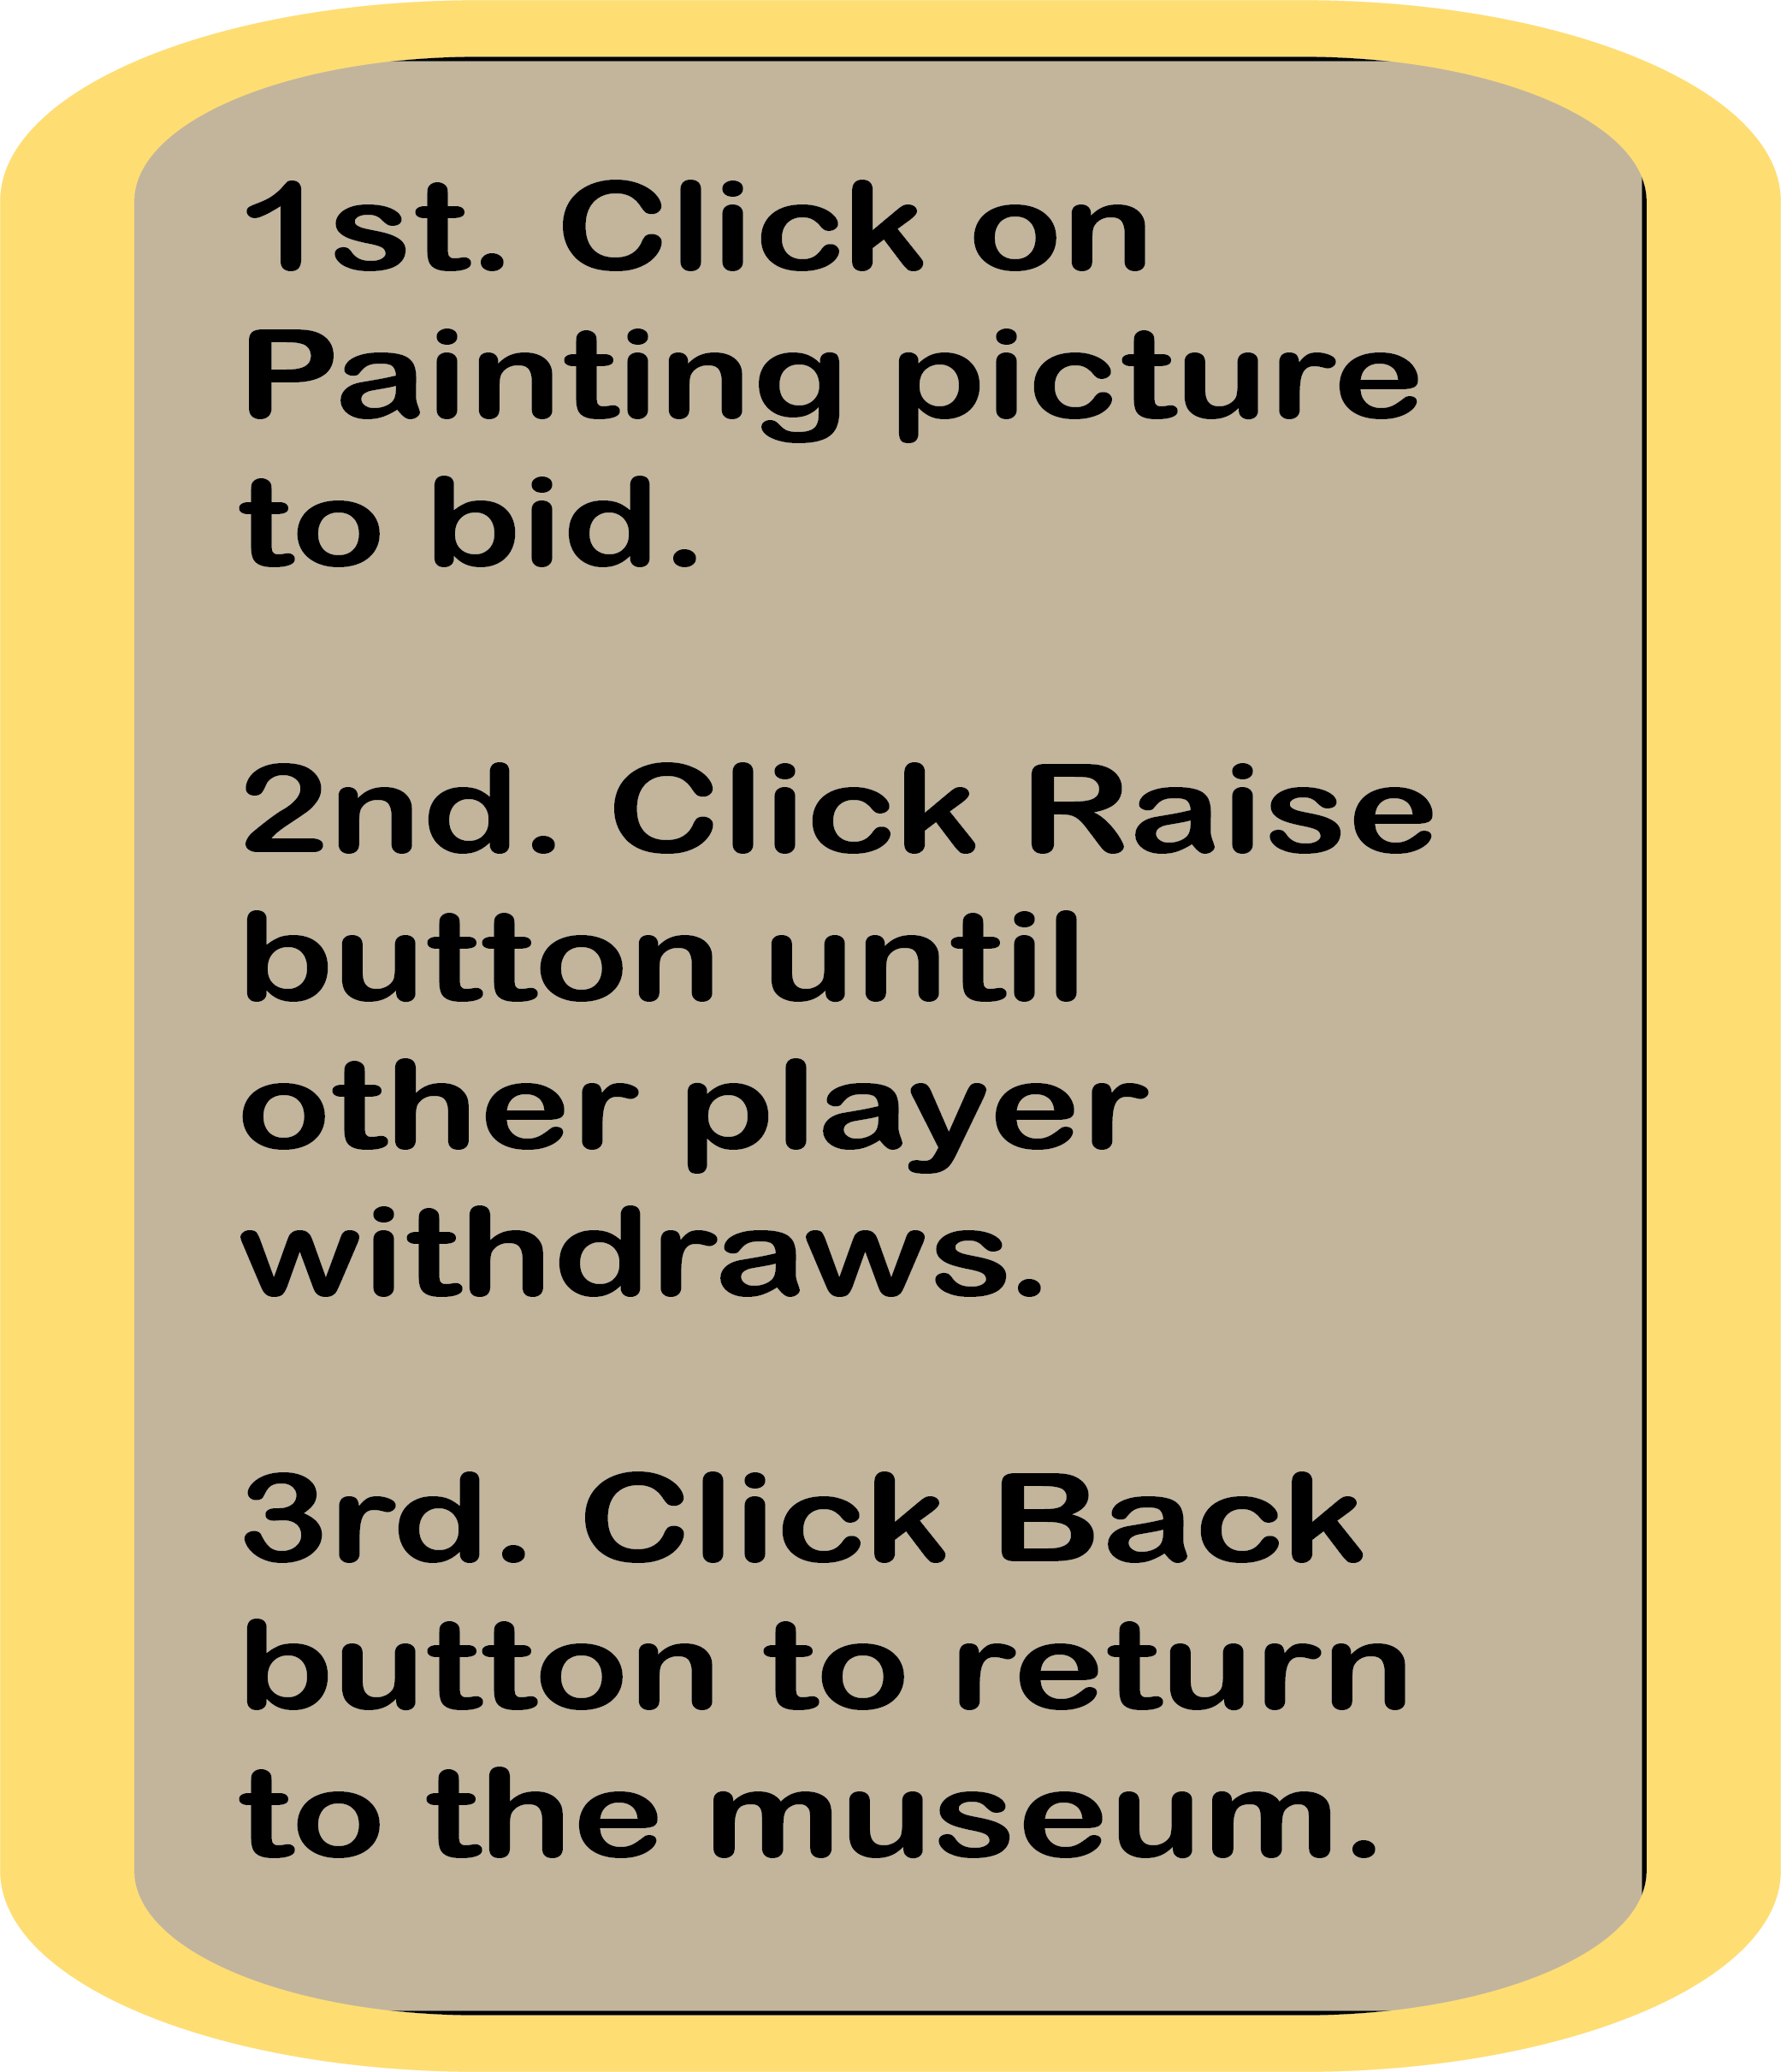 1st. Click on
Painting picture
to bid.
2nd. Click Raise
button until
other player
withdraws.
3rd. Click Back
button to return
to the museum.